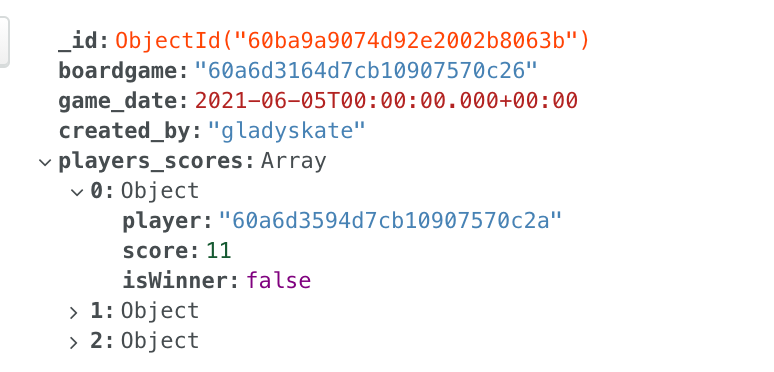 _id: ObjectId("60ba9a9074d92e2002b8063b")
boardgame: "60a6d3164d7cb10907570c26"
game_date: 2021-06-05T00:00:00.000+00:00
created_by: "gladyskate"
players_scores: Array
0: Object
player: "60a6d3594d7cb10907570c2a"
score: 11
isWinner: false
1: Object
2: Object